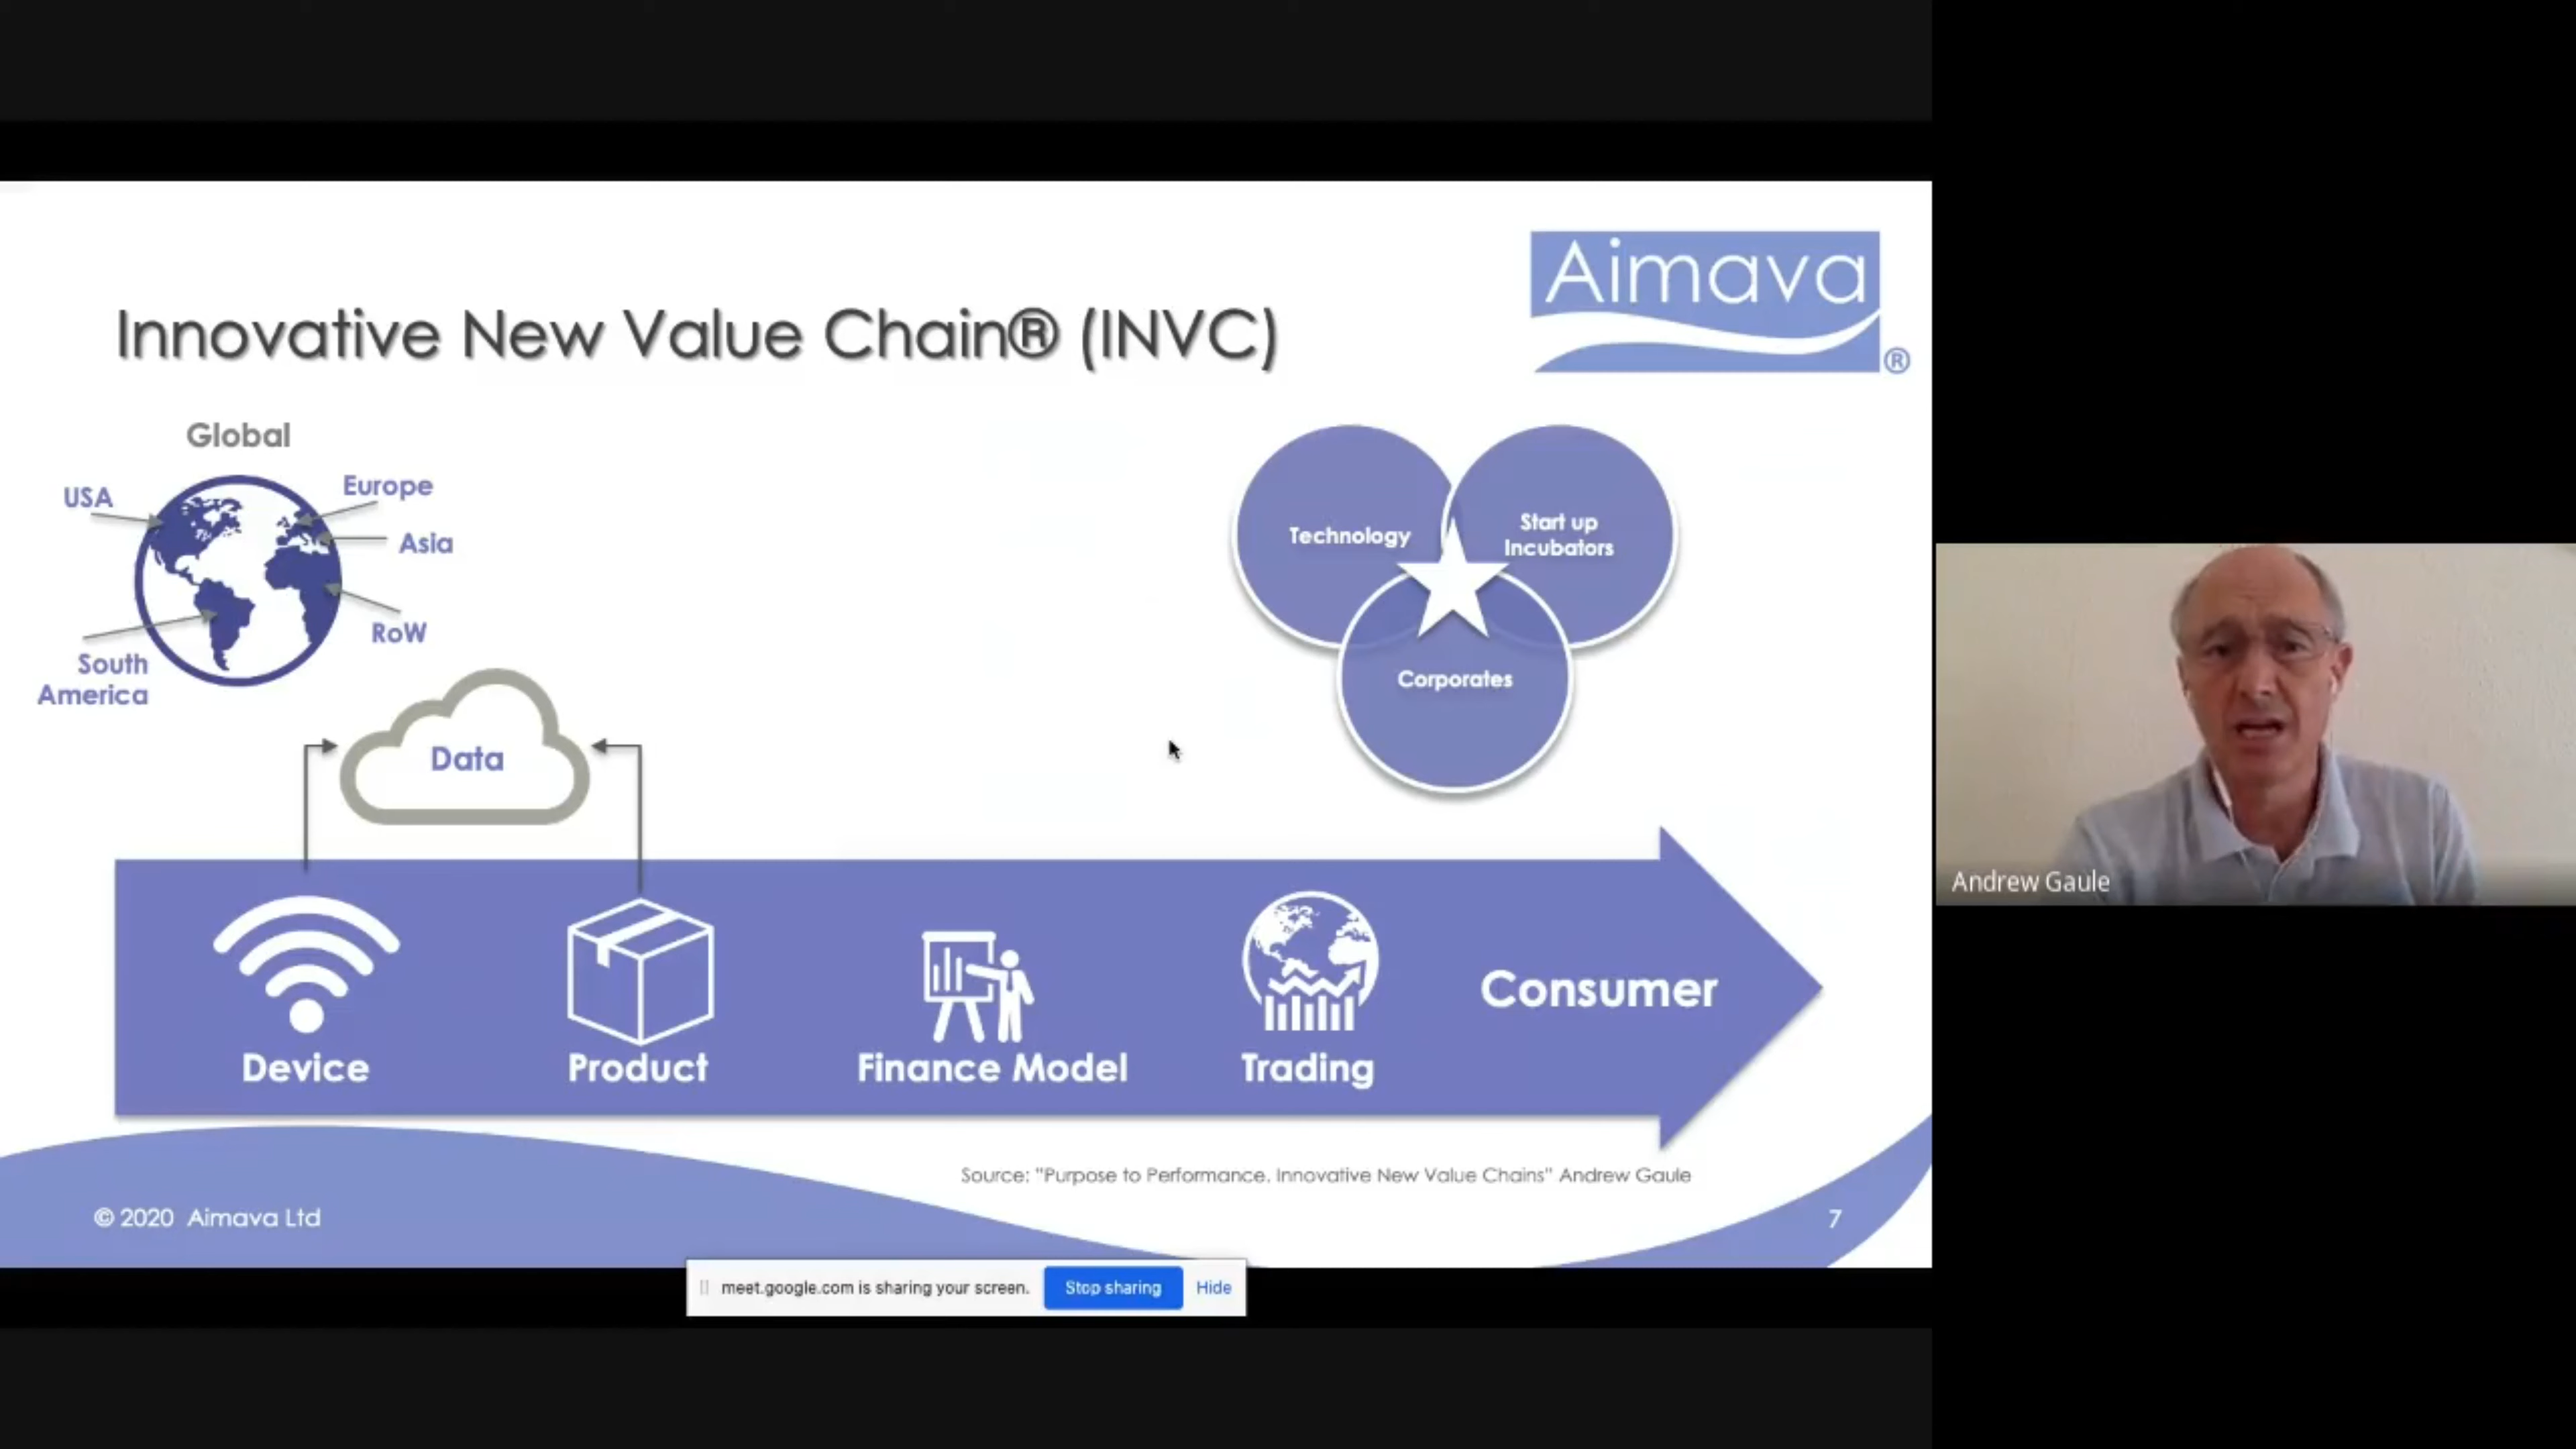 Aimava
®
Innovative New Value Chain® (INVC)
Global
USA
Europe
Asia
RoW
South
America
Data
Technology
Start up
Incubators
Corporates
Device
Product
Finance Model
Trading
Consumer
Source: "Purpose to Performance. Innovative New Value Chains" Andrew Gaule
© 2020 Aimava Ltd
7
meet.google.com is sharing your screen.
Stop sharing
Hide
Andrew Gaule